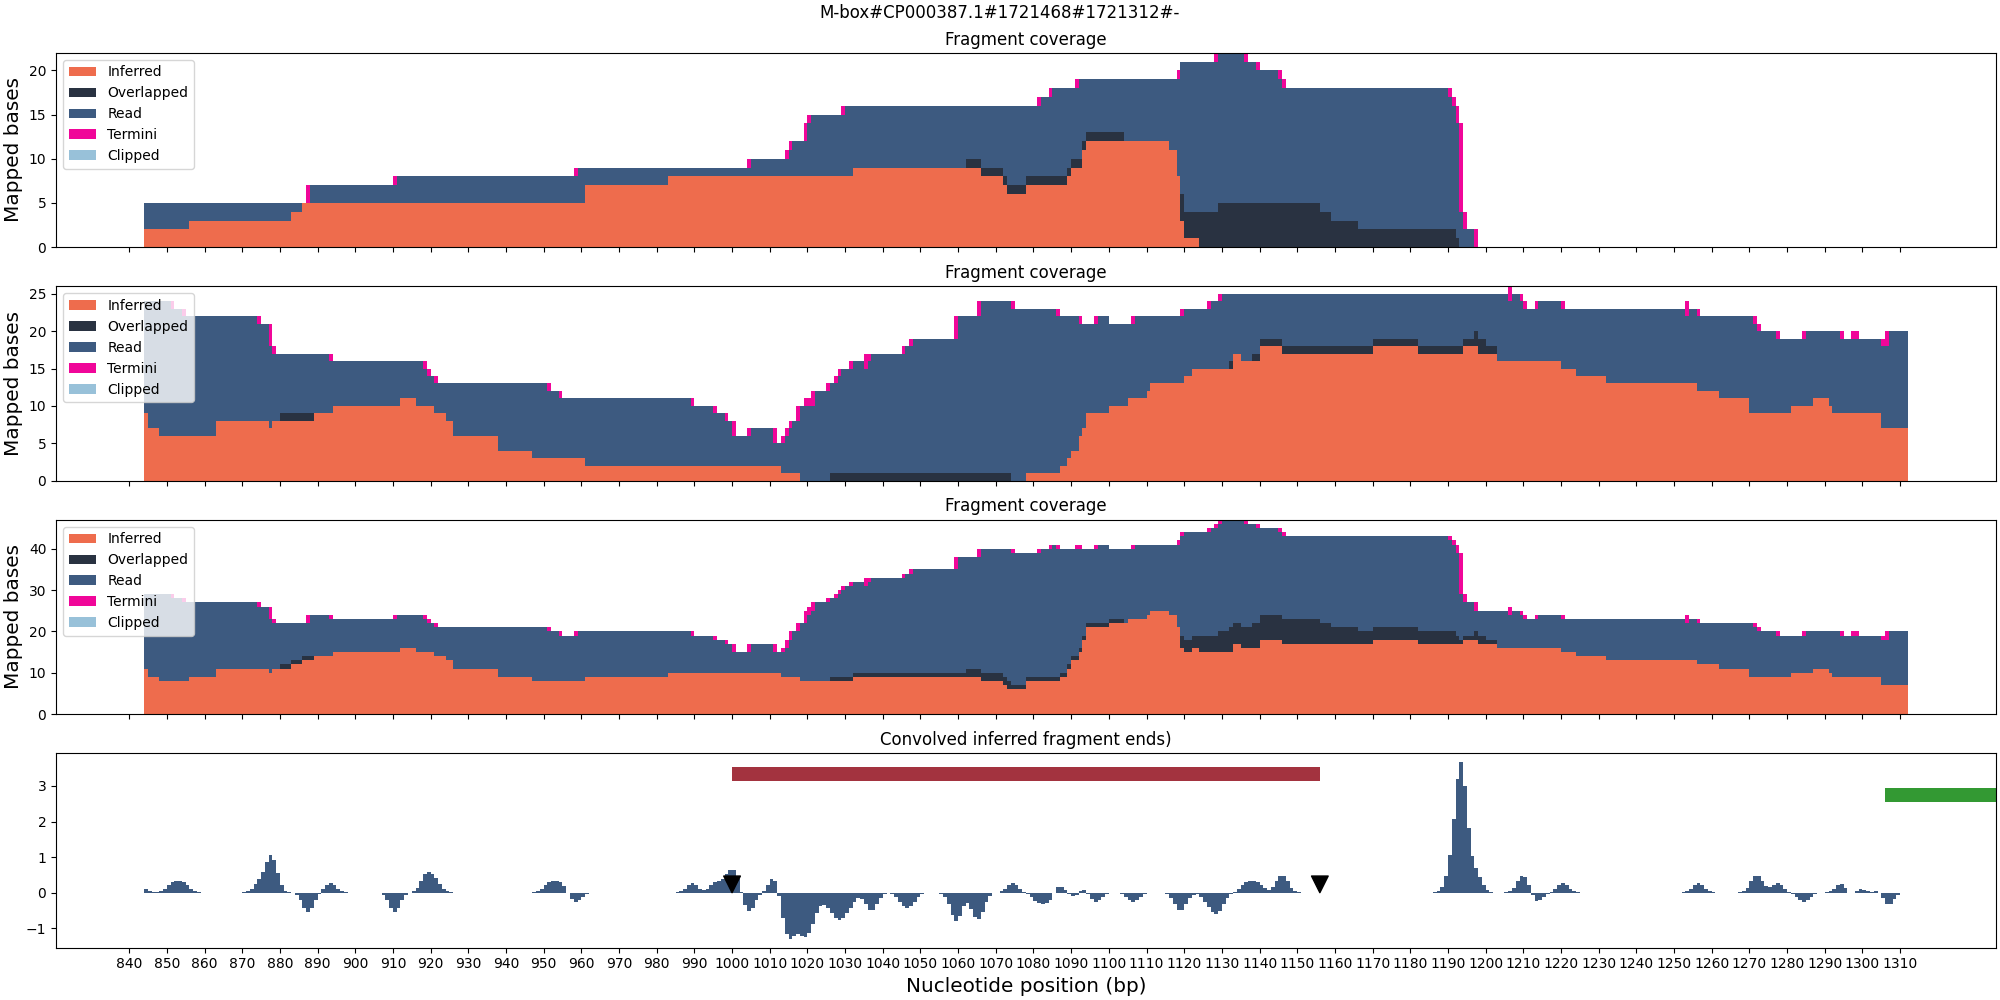 M-box#CP000387.1#1721468#1721312#-
Fragment coverage
Mapped bases
20
15
10
5
0
Inferred
Overlapped
Read
Termini
Clipped
Fragment coverage
Mapped bases
25
20
15
10
5
0
Inferred
Overlapped
Read
Termini
Clipped
Fragment coverage
Mapped bases
40
30
20
10
0
Inferred
Overlapped
Read
Termini
Clipped
Convolved inferred fragment ends)
3
2
1
0
−1
840 850 860 870 880 890 900 910 920 930 940 950 960 970 980 990 1000 1010 1020 1030 1040 1050 1060 1070 1080 1090 1100 1110 1120 1130 1140 1150 1160 1170 1180 1190 1200 1210 1220 1230 1240 1250 1260 1270 1280 1290 1300 1310
Nucleotide position (bp)